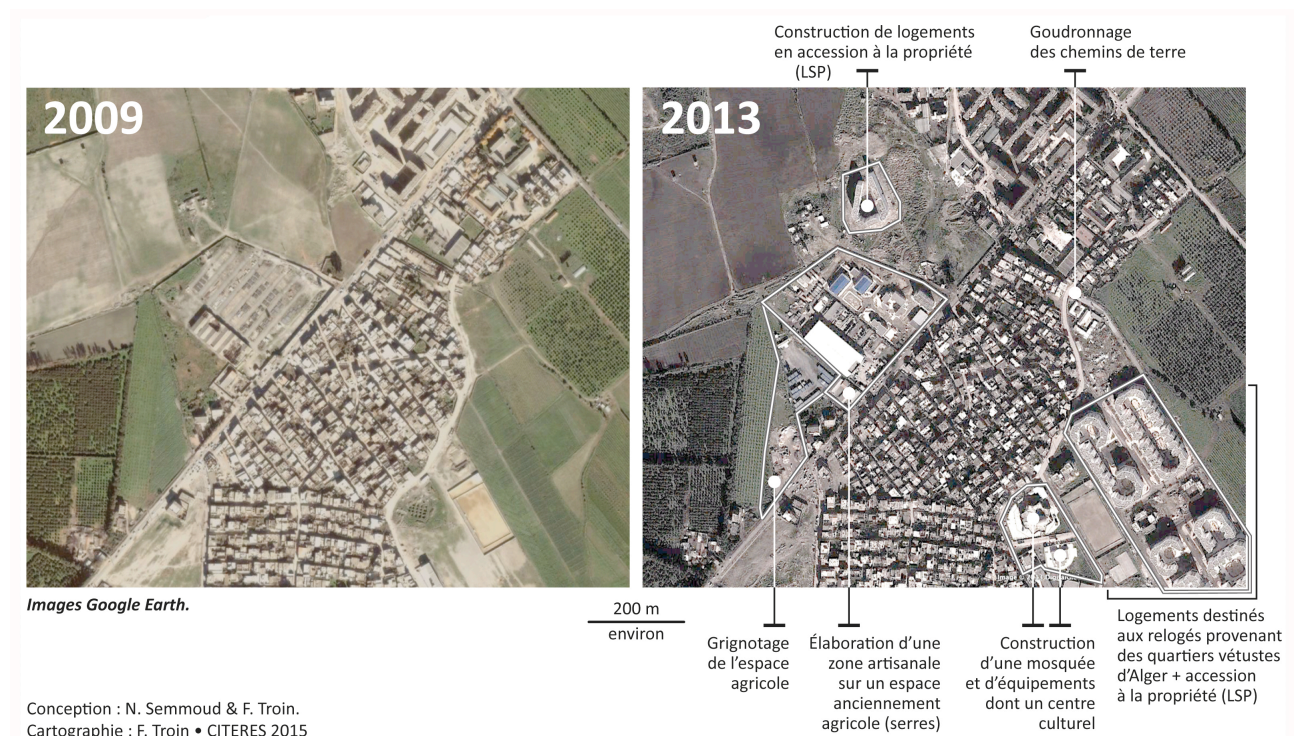 Construction de logements
en accession à la propriété
(LSP)
Goudronnage
des chemins de terre
2009
2013
Images Google Earth.
200 m
environ
Grignotage
de l'espace
agricole
Élaboration d'une
zone artisanale
sur un espace
anciennement
agricole (serres)
Construction
d'une mosquée
et d'équipements
dont un centre
culturel
Logements destinés
aux relogés provenant
des quartiers vétustes
d'Alger + accession
à la propriété (LSP)
Conception : N. Semmoud & F. Troin.
Cartographie : F. Troin • CITERES 2015